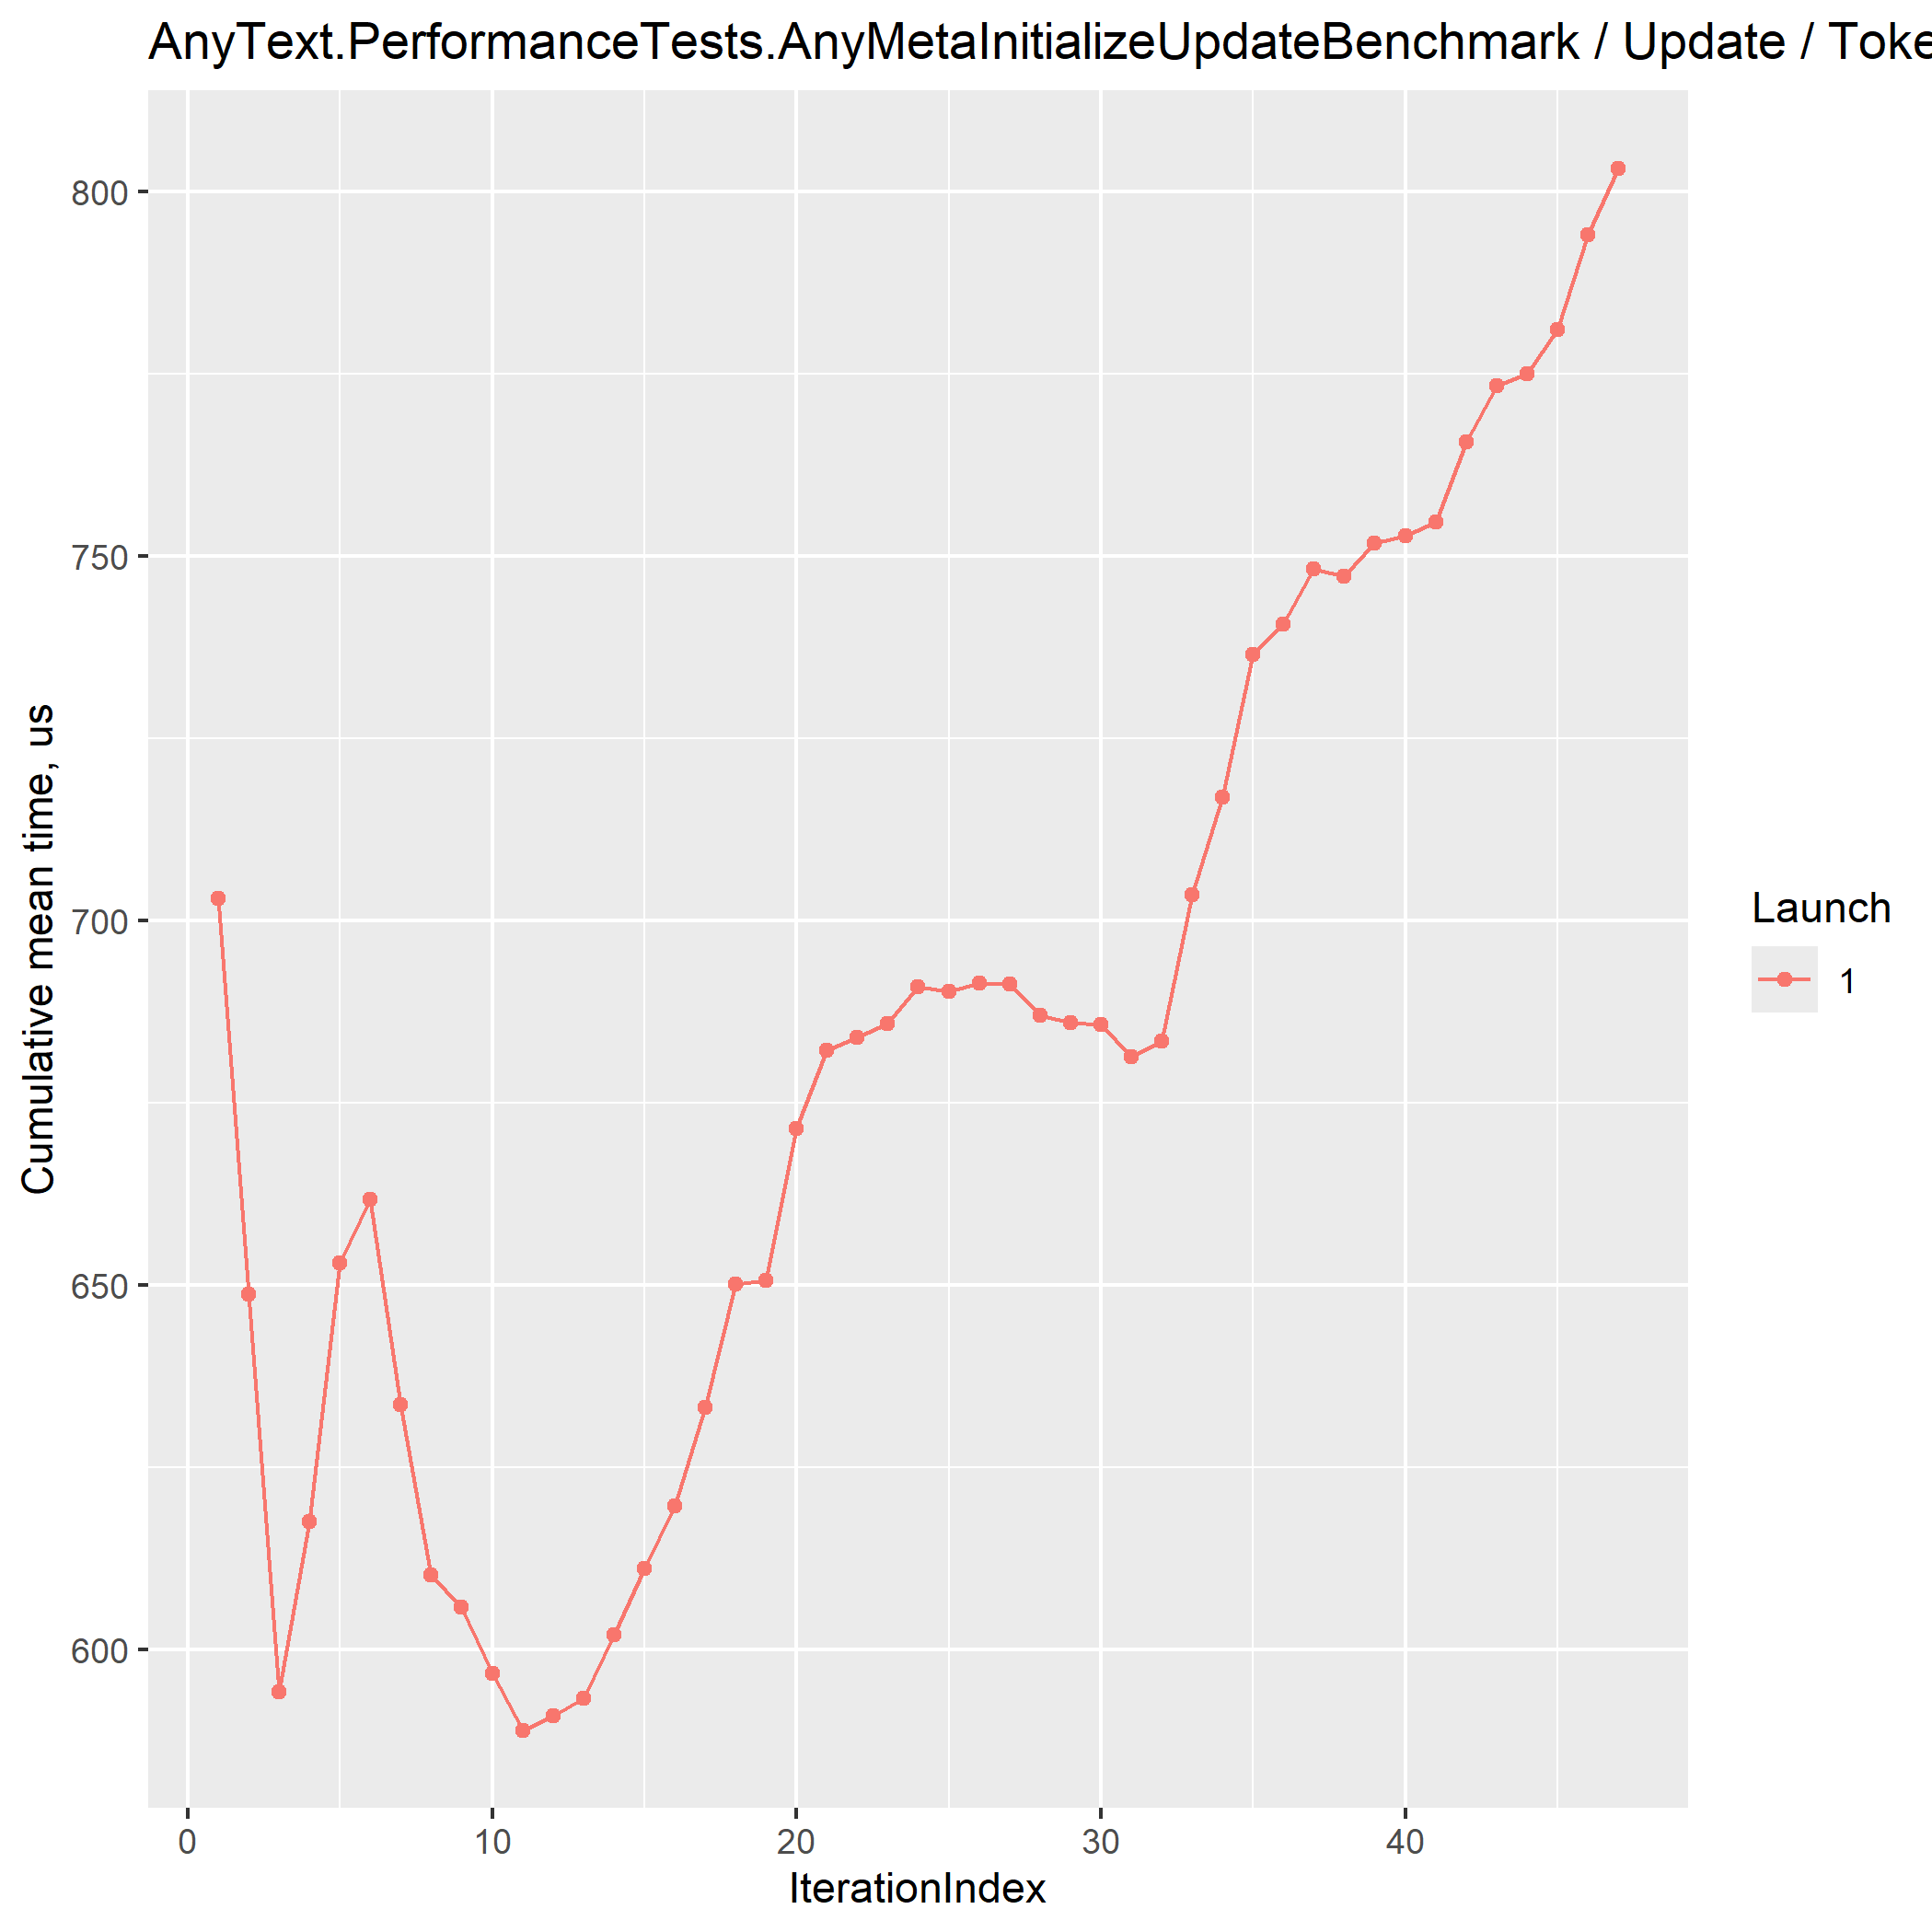 AnyText.PerformanceTests.AnyMetaInitializeUpdateBenchmark / Update / Toke
800
750
700
650
600
Cumulative mean time, us
0 10 20 30 40
IterationIndex
Launch
1